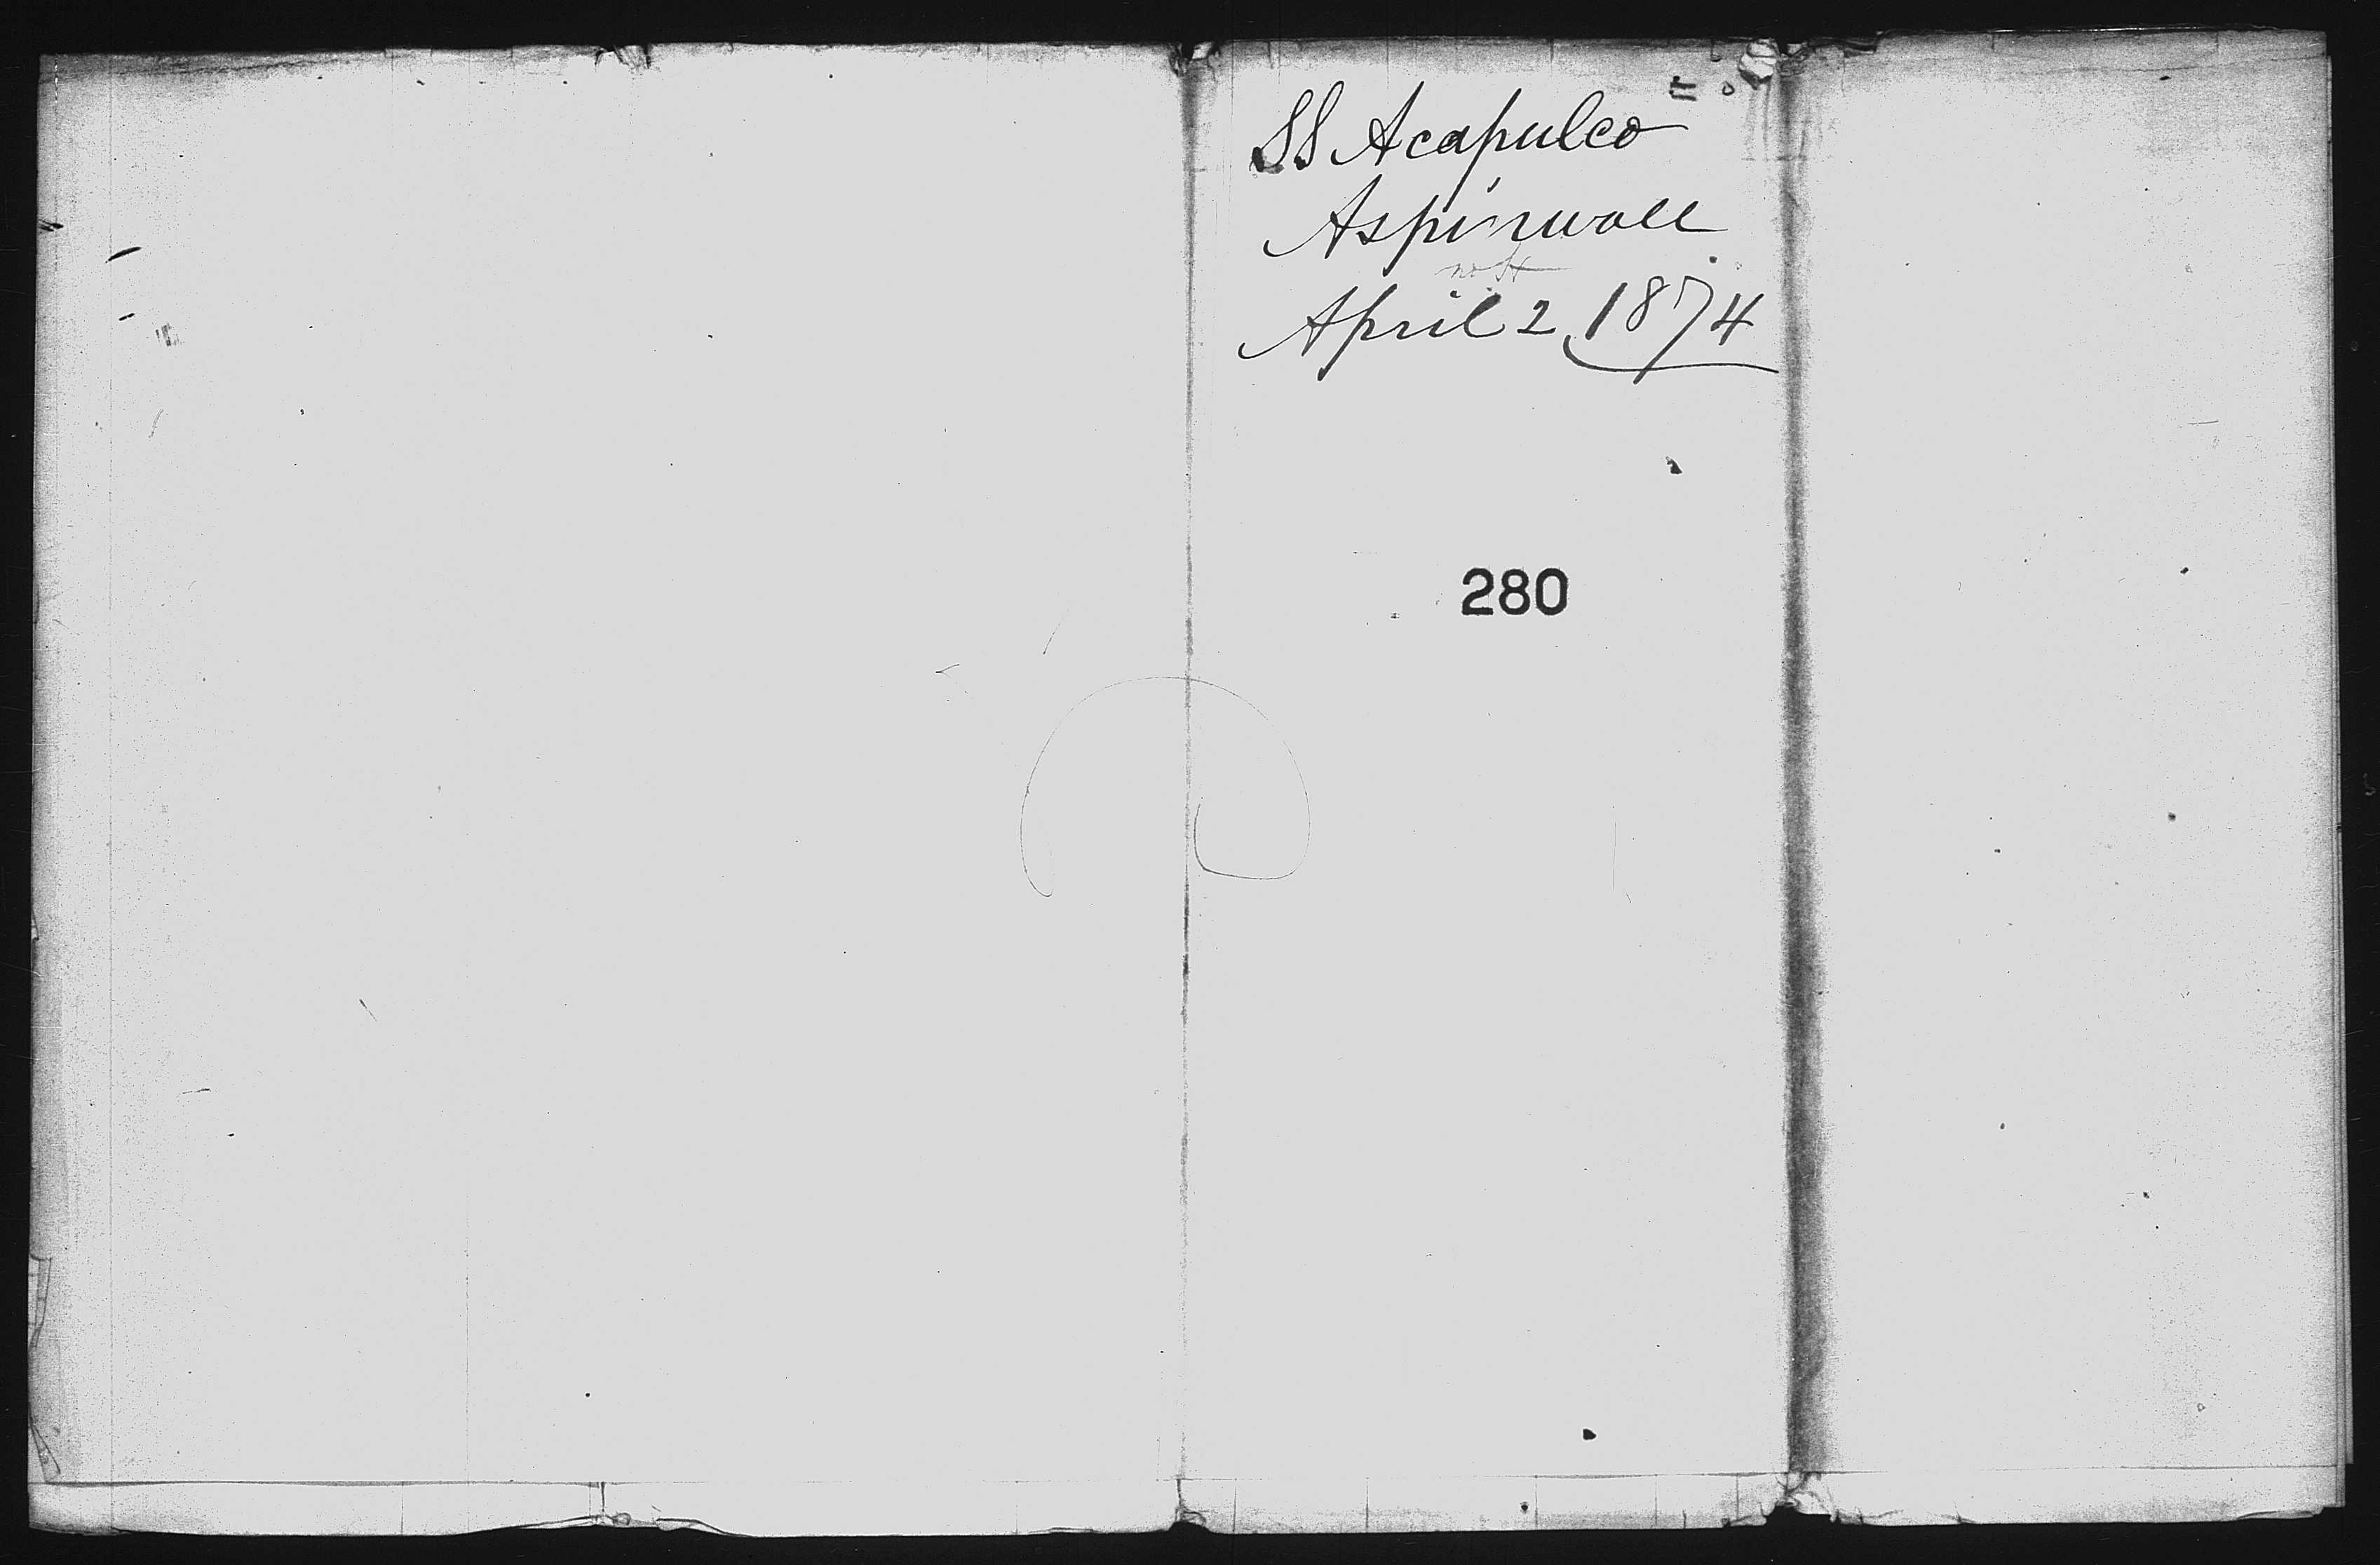 SS Acapulco
Aspinwall
April 2 1874
280